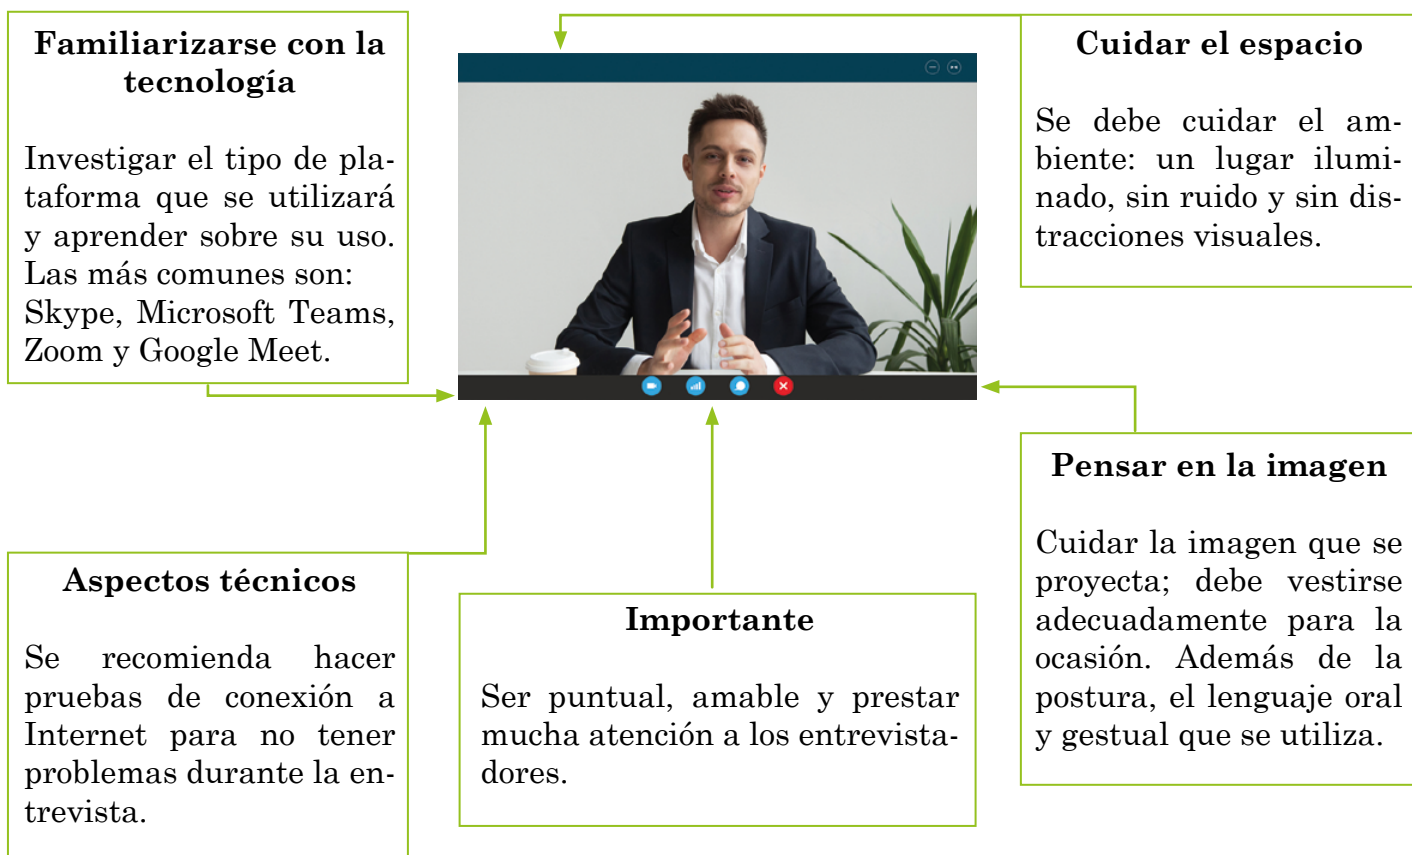 Familiarizarse con la
tecnología
Investigar el tipo de pla-
taforma que se utilizará
y aprender sobre su uso.
Las más comunes son:
Skype, Microsoft Teams,
Zoom y Google Meet.
Cuidar el espacio
Se debe cuidar el am-
biente: un lugar ilumi-
nado, sin ruido y sin dis-
tracciones visuales.
Aspectos técnicos
Se recomienda hacer
pruebas de conexión a
Internet para no tener
problemas durante la en-
trevista.
Importante
Ser puntual, amable y prestar
mucha atención a los entrevista-
dores.
Pensar en la imagen
Cuidar la imagen que se
proyecta; debe vestirse
adecuadamente para la
ocasión. Además de la
postura, el lenguaje oral
y gestual que se utiliza.